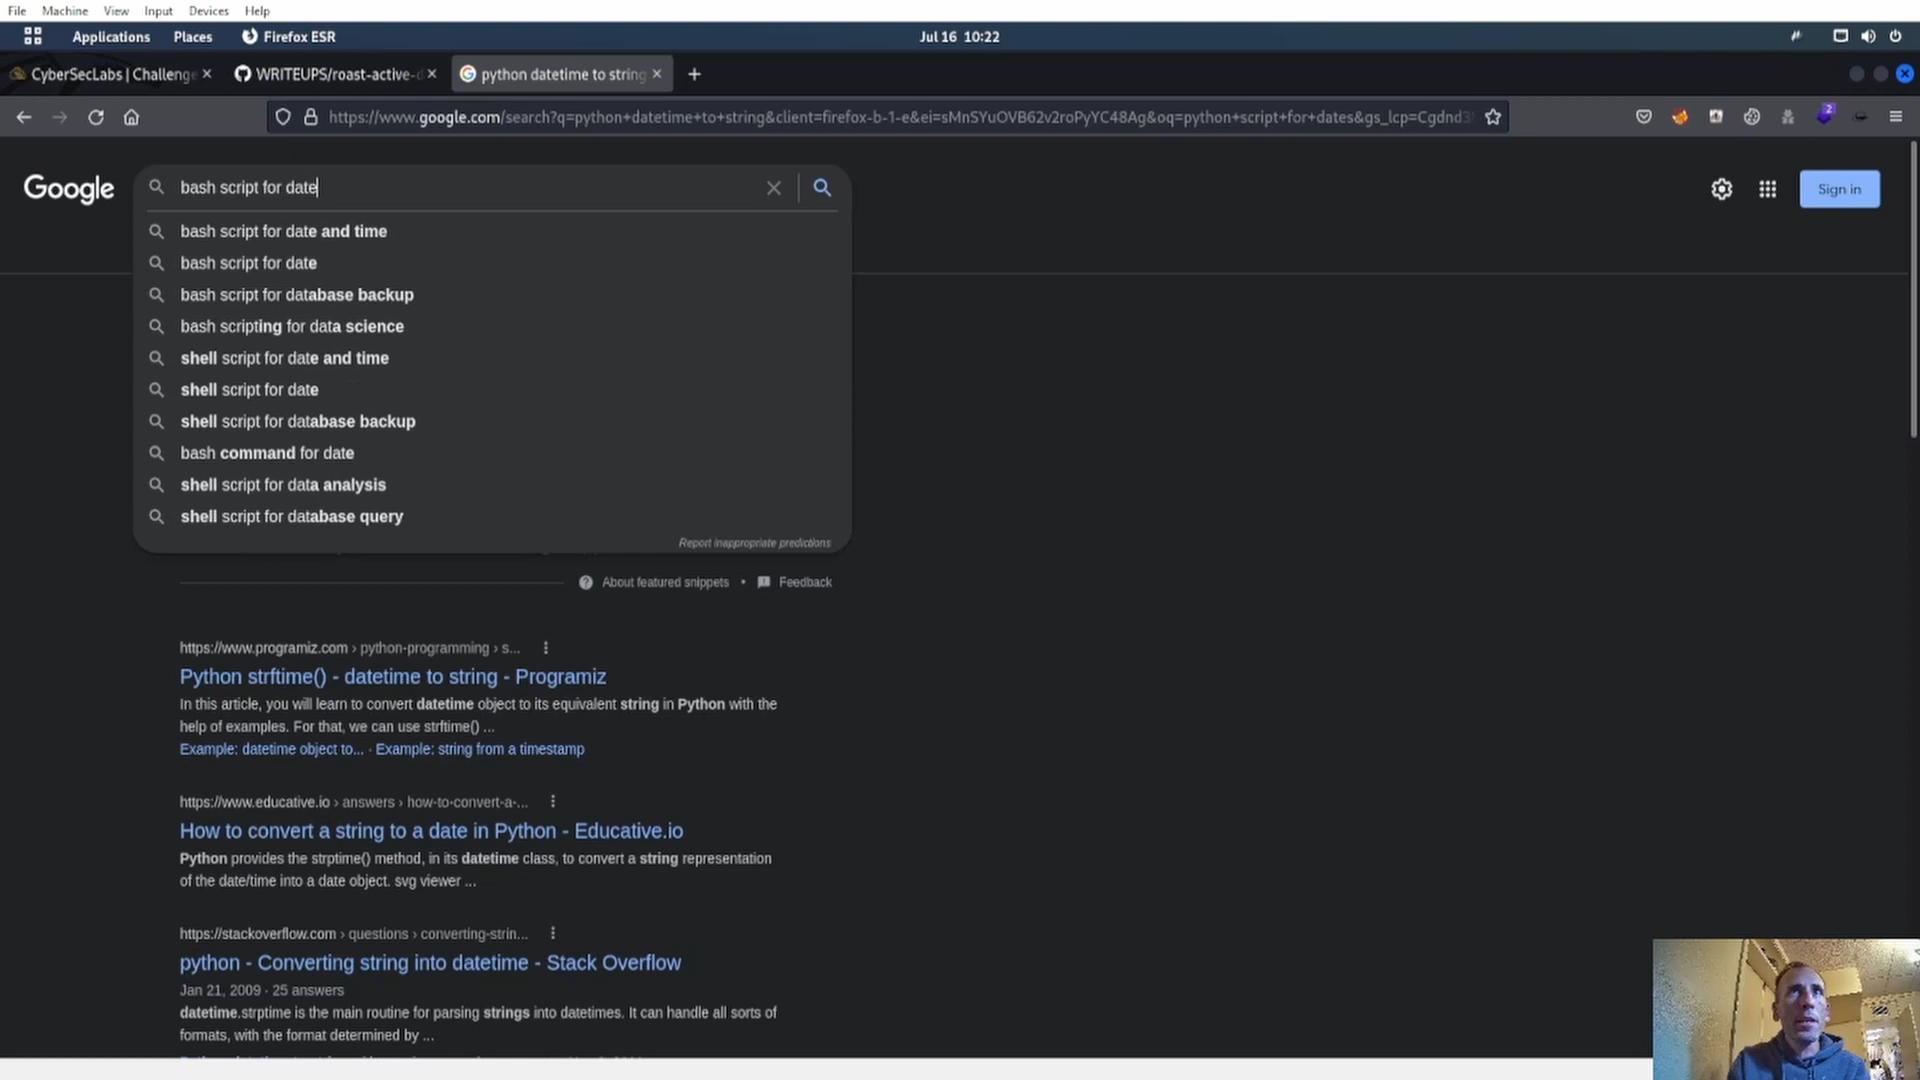 File Machine View Input Devices Help
Applications Places Firefox ESR Jul 16 10:22
CyberSecLabs | Challenge WRITEUPS/roast-active-d python datetime to string
https://www.google.com/search?q=python+datetime+to+string&client=firefox-b-1-e&ei=sMnSYuOVB62v2roPyYC48Ag&oq=python+script+for+dates&gs_lcp=Cgdnd3
2
Google bash script for date Sign in
bash script for date and time
bash script for date
bash script for database backup
bash scripting for data science
shell script for date and time
shell script for date
shell script for database backup
bash command for date
shell script for data analysis
shell script for database query
Report inappropriate predictions
About featured snippets • Feedback
https://www.programiz.com › python-programming › s...
Python strftime() - datetime to string - Programiz
In this article, you will learn to convert datetime object to its equivalent string in Python with the
help of examples. For that, we can use strftime() ...
Example: datetime object to... · Example: string from a timestamp
https://www.educative.io › answers › how-to-convert-a-...
How to convert a string to a date in Python - Educative.io
Python provides the strptime() method, in its datetime class, to convert a string representation
of the date/time into a date object. svg viewer ...
https://stackoverflow.com › questions › converting-strin...
python - Converting string into datetime - Stack Overflow
Jan 21, 2009 · 25 answers
datetime.strptime is the main routine for parsing strings into datetimes. It can handle all sorts of
formats, with the format determined by ...